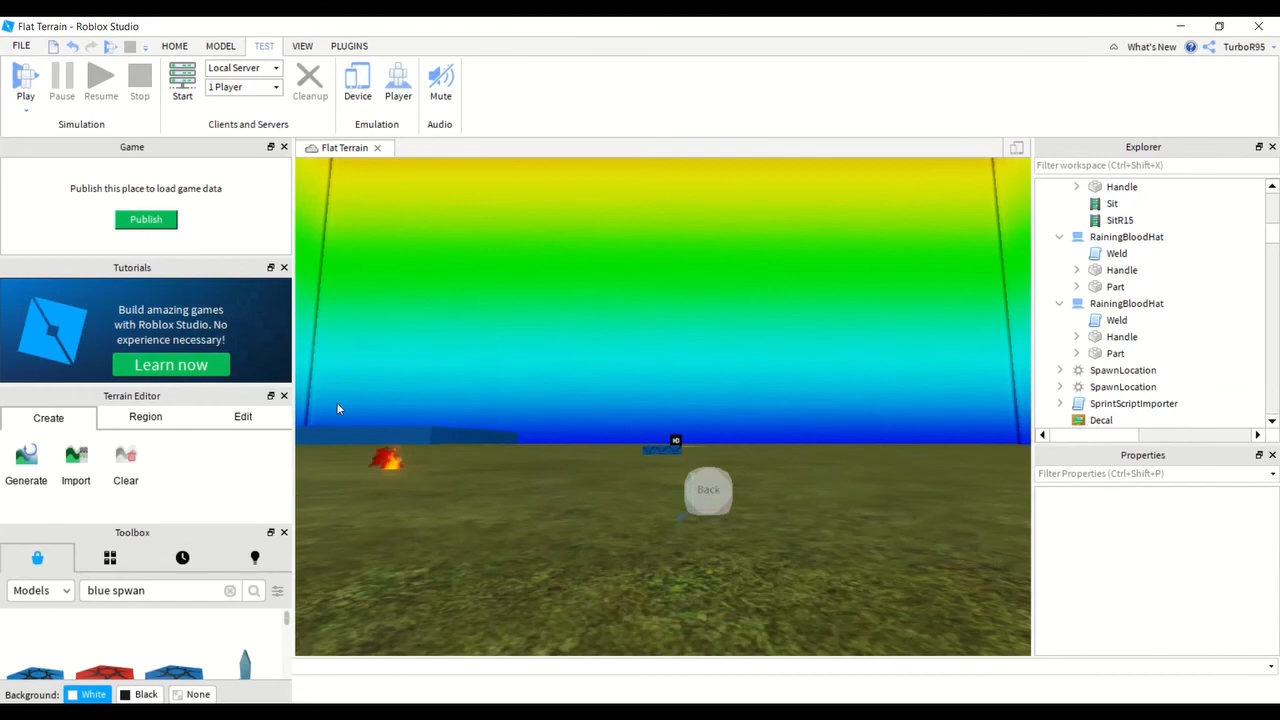 Flat Terrain - Roblox Studio
FILE HOME MODEL TEST VIEW PLUGINS What's New TurboR95
Play Pause Resume Stop
Simulation
Local Server
1 Player
Start Cleanup
Clients and Servers
Device Player
Emulation
Mute
Audio
Game
Publish this place to load game data
Publish
Tutorials
Build amazing games
with Roblox Studio. No
experience necessary!
Learn now
Terrain Editor
Create Region Edit
Generate Import Clear
Toolbox
Models blue spwan
Background: White Black None
Flat Terrain
Back
Explorer
Filter workspace (Ctrl+Shift+X)
Handle
Sit
SitR15
RainingBloodHat
Weld
Handle
Part
RainingBloodHat
Weld
Handle
Part
SpawnLocation
SpawnLocation
SprintScriptImporter
Decal
Properties
Filter Properties (Ctrl+Shift+P)